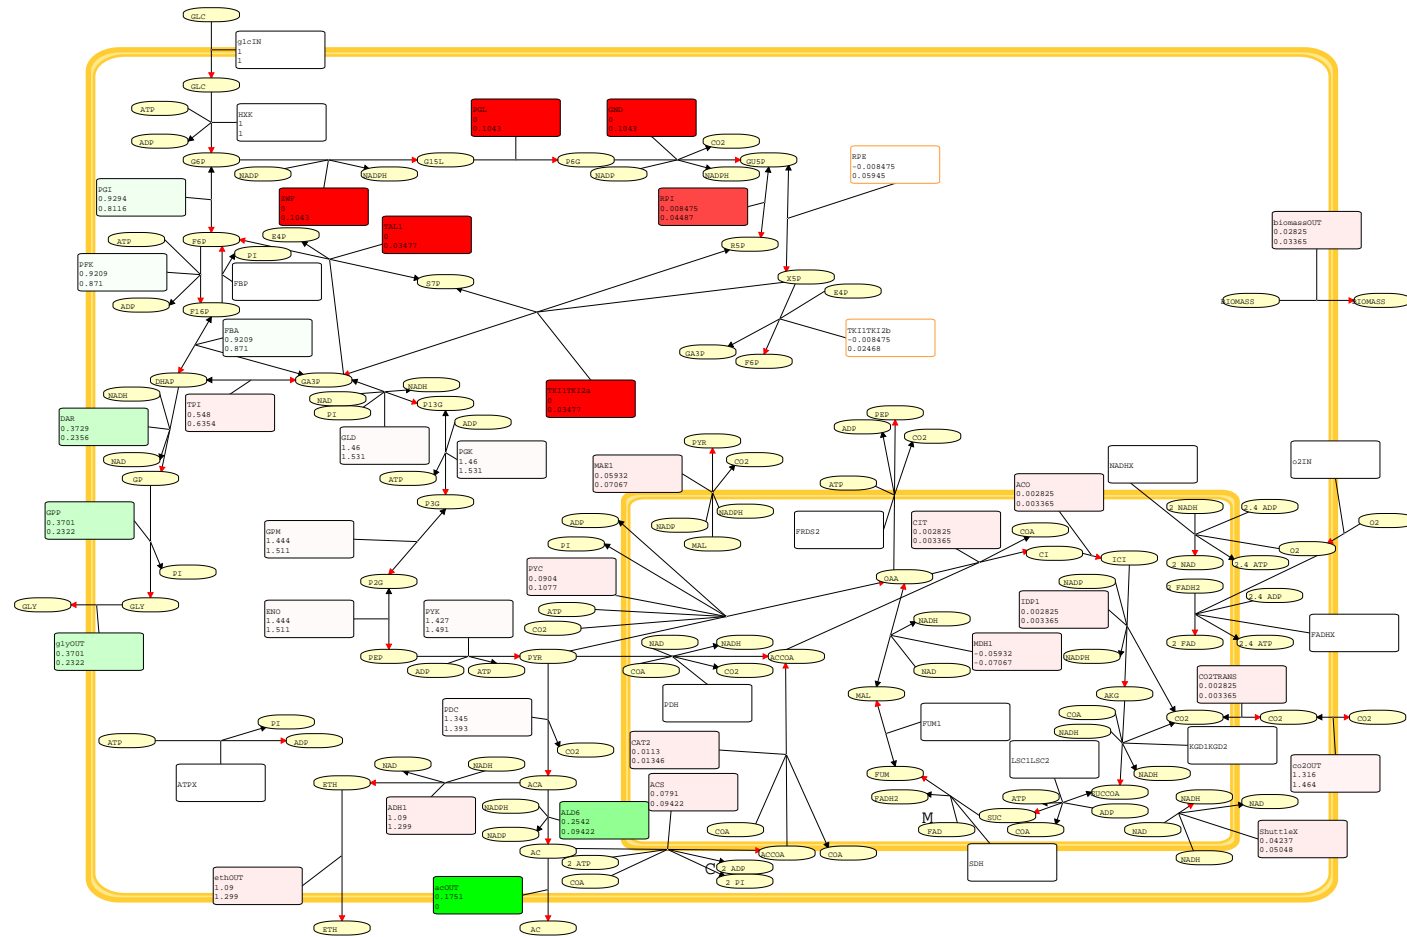 GLC
glcIN
1
1
GLC
ATP
HXK
1
1
ADP
PGL
0
0.1043
GND
0
0.1043
CO2
G6P
G15L
P6G
GU5P
NADP
NADPH
NADP
NADPH
RPE
-0.008475
0.05945
PGI
0.9294
0.8116
ZWF
0
0.1043
RPI
0.008475
0.04487
TAL1
0
0.03477
biomassOUT
0.02825
0.03365
ATP
F6P
E4P
R5P
PI
PFK
0.9209
0.871
FBP
S7P
X5P
E4P
ADP
F16P
BIOMASS
BIOMASS
FBA
0.9209
0.871
TKI1TKI2b
-0.008475
0.02468
GA3P
F6P
DHAP
GA3P
NADH
NAD
NADH
P13G
PI
TPI
0.548
0.6354
TKI1TKI2a
0
0.03477
DAR
0.3729
0.2356
ADP
PEP
ADP
CO2
GLD
1.46
1.531
PGK
1.46
1.531
PYR
CO2
NAD
GP
ATP
MAE1
0.05932
0.07067
ATP
NADHX
o2IN
ACO
0.002825
0.003365
GPP
0.3701
0.2322
P3G
NADP
NADPH
MAL
FRDS2
CIT
0.002825
0.003365
COA
2 NADH
2.4 ADP
O2
GPM
1.444
1.511
ADP
PI
CI
ICI
O2
2 NAD
2.4 ATP
PI
P2G
PYC
0.0904
0.1077
OAA
NADP
2 FADH2
2.4 ADP
GLY
GLY
ENO
1.444
1.511
PYK
1.427
1.491
ATP
CO2
IDP1
0.002825
0.003365
NADH
FADHX
glyOUT
0.3701
0.2322
NAD
NADH
MDH1
-0.05932
-0.07067
2 FAD
2.4 ATP
PEP
PYR
ACCOA
NADPH
ADP
ATP
COA
CO2
NAD
CO2TRANS
0.002825
0.003365
PDH
MAL
AKG
PDC
1.345
1.393
COA
CO2
CO2
CO2
PI
FUM1
NADH
ATP
ADP
CO2
CAT2
0.0113
0.01346
KGD1KGD2
ATPX
NAD
NADH
LSC1LSC2
co2OUT
1.316
1.464
ETH
ACA
ACS
0.0791
0.09422
FUM
NADH
ADH1
1.09
1.299
NADPH
ALD6
0.2542
0.09422
FADH2
ATP
SUCCOA
NADH
NAD
NADP
COA
SUC
ADP
M
FAD
COA
NAD
ShuttleX
0.04237
0.05048
AC
2 ATP
ACCOA
COA
NADH
SDH
C
2 ADP
COA
2 PI
ethOUT
1.09
1.299
acOUT
0.1751
0
ETH
AC